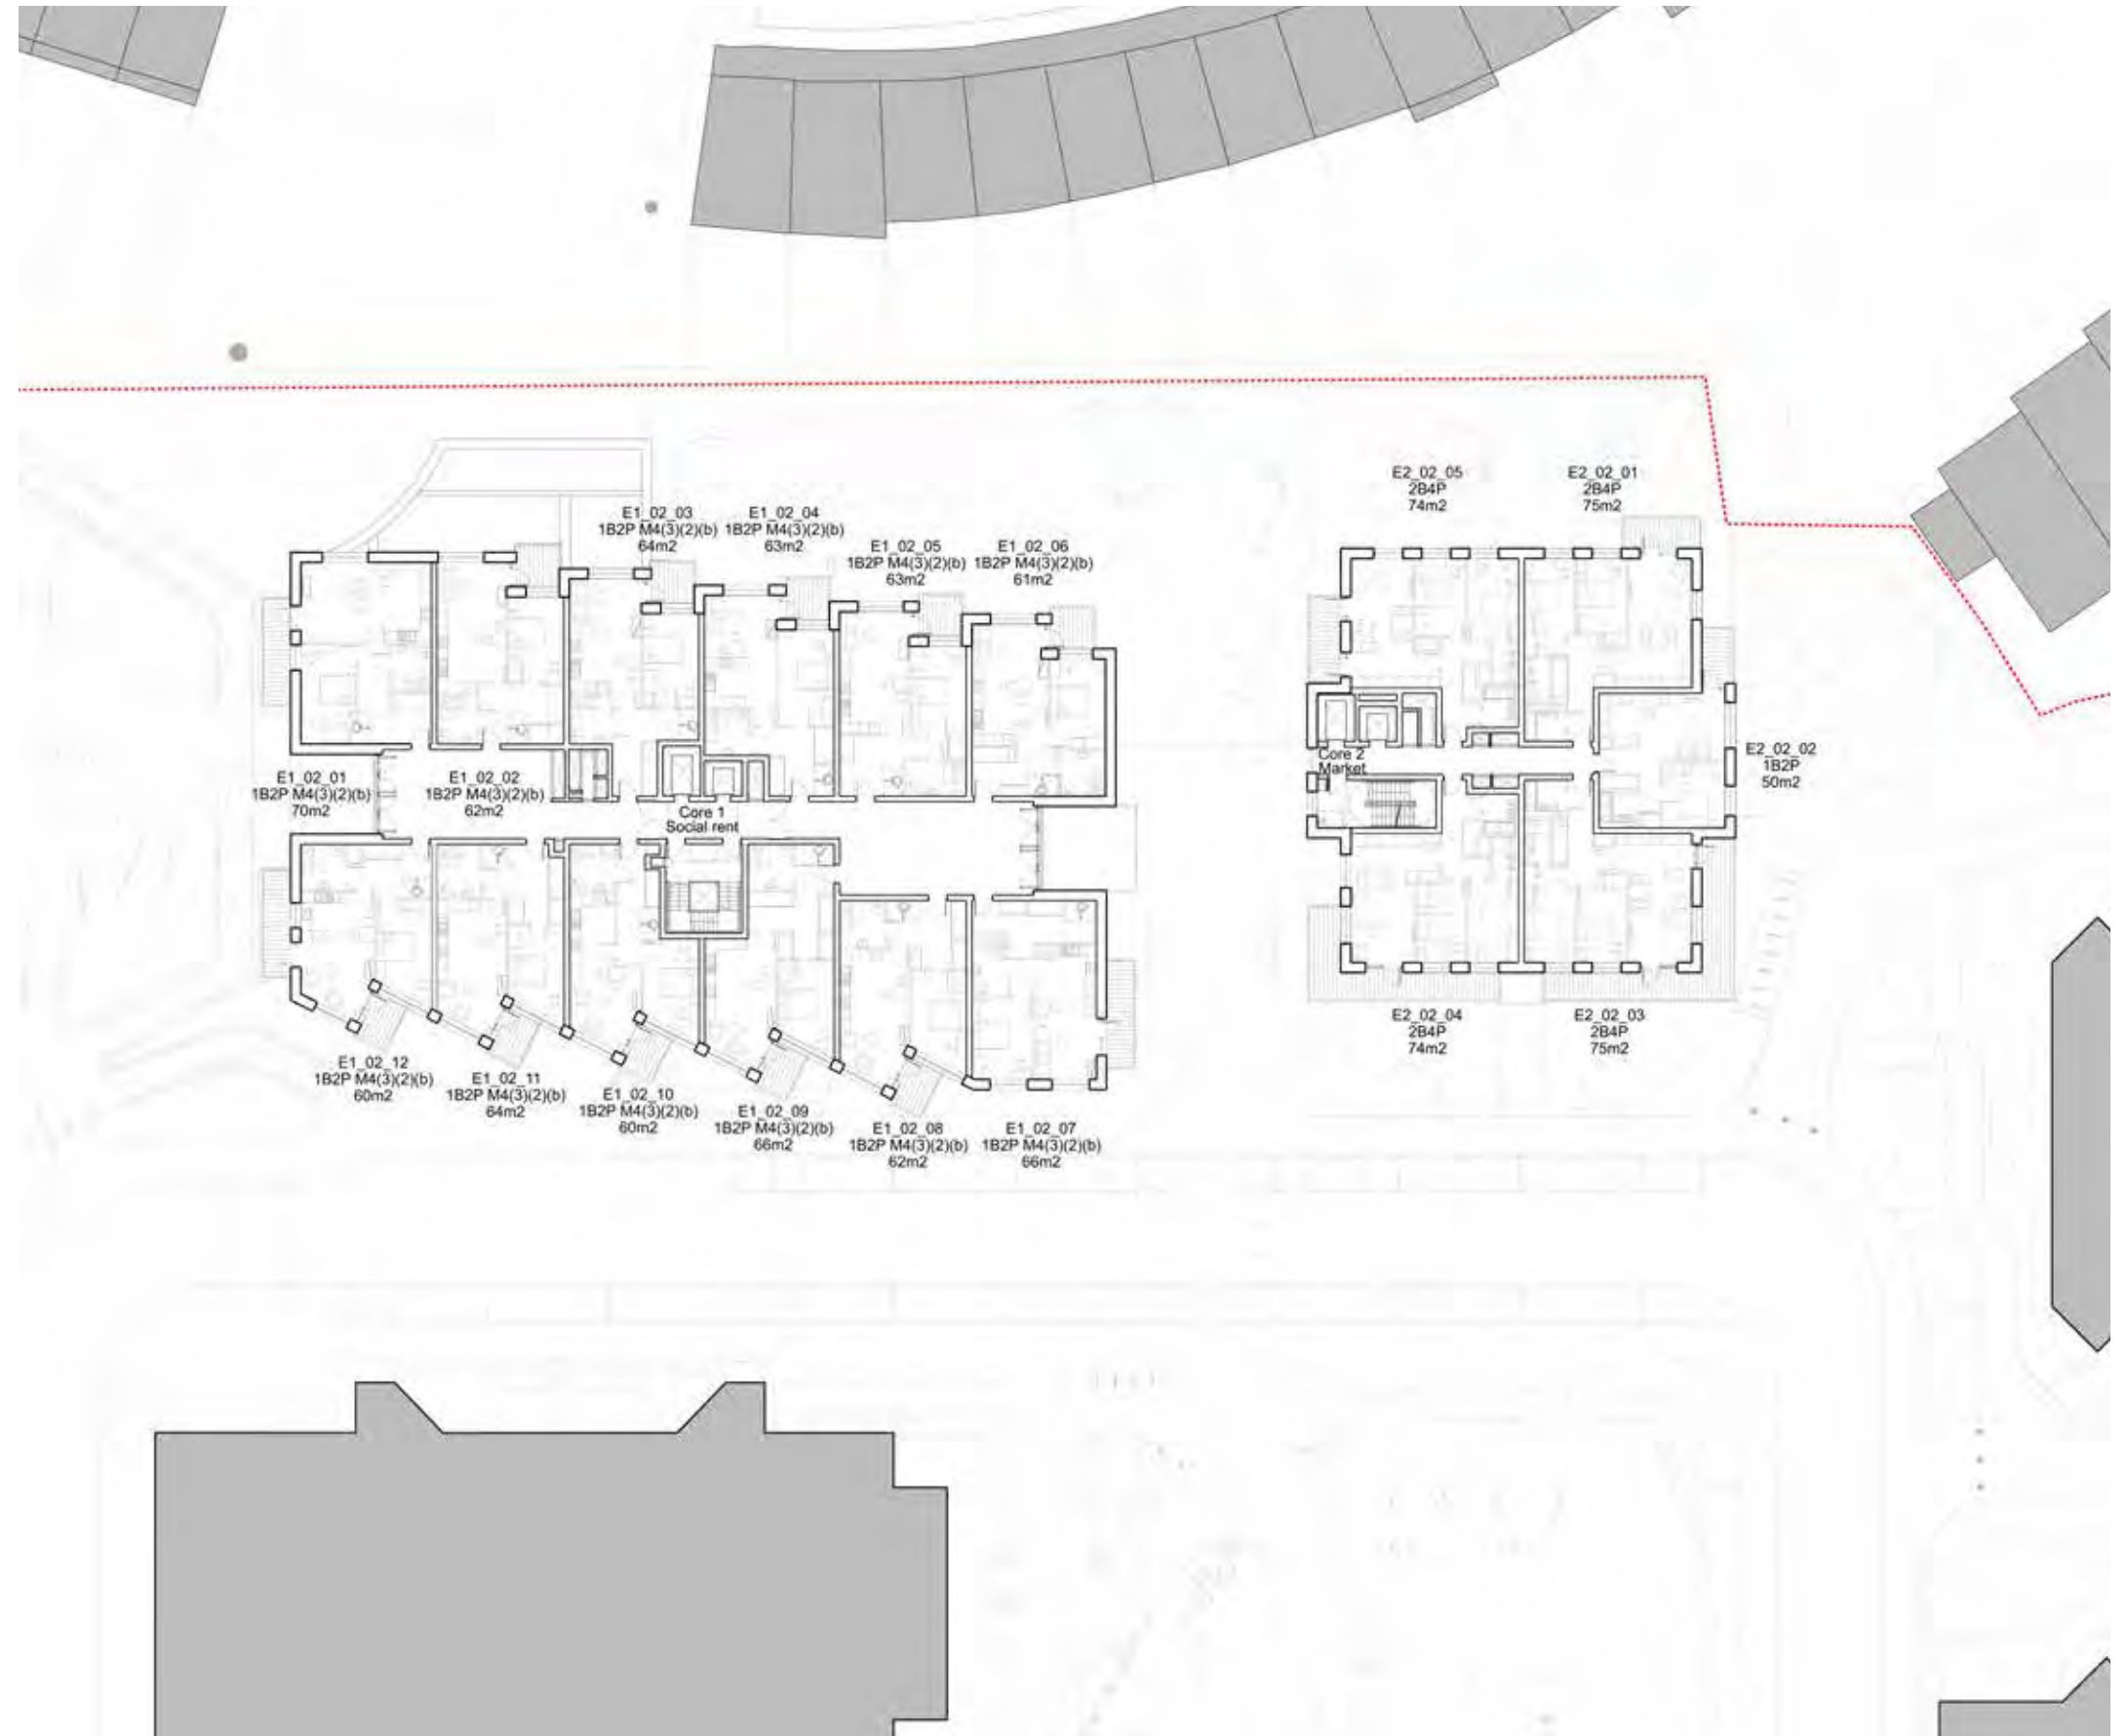 E2_02_05
2B4P
74m2
E2_02_01
2B4P
75m2
E1_02_03
1B2P M4(3)(2)(b)
64m2
E1_02_04
1B2P M4(3)(2)(b)
63m2
E1_02_05
1B2P M4(3)(2)(b)
63m2
E1_02_06
1B2P M4(3)(2)(b)
61m2
E1_02_01
1B2P M4(3)(2)(b)
70m2
E1_02_02
1B2P M4(3)(2)(b)
62m2
Core 1
Social rent
Core 2
Market
E2_02_02
1B2P
50m2
E2_02_04
2B4P
74m2
E2_02_03
2B4P
75m2
E1_02_12
1B2P M4(3)(2)(b)
60m2
E1_02_11
1B2P M4(3)(2)(b)
64m2
E1_02_10
1B2P M4(3)(2)(b)
60m2
E1_02_09
1B2P M4(3)(2)(b)
66m2
E1_02_08
1B2P M4(3)(2)(b)
62m2
E1_02_07
1B2P M4(3)(2)(b)
66m2